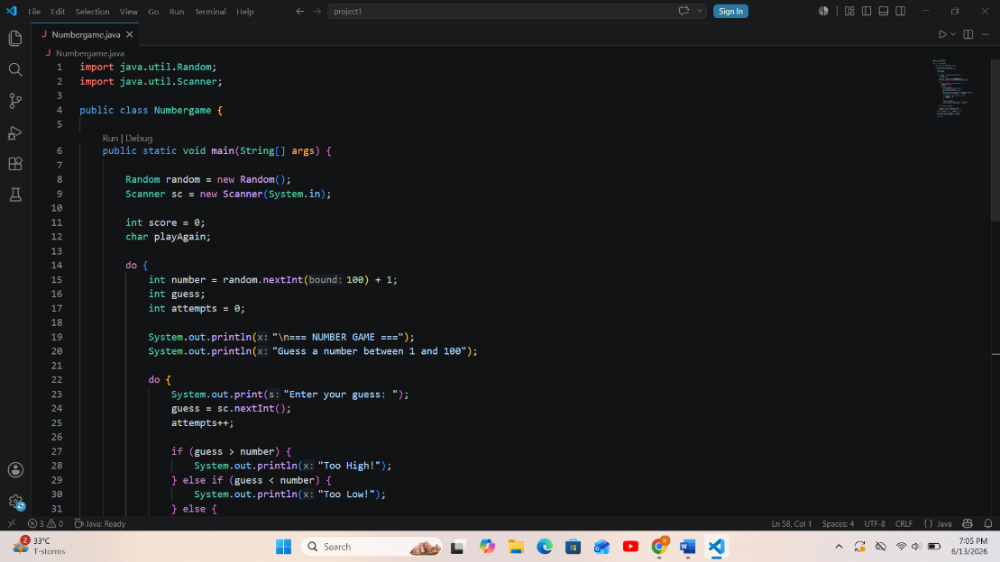 File Edit Selection View Go Run Terminal Help project1 Sign In
J Numbergame.java
J Numbergame.java
1 import java.util.Random;
2 import java.util.Scanner;
3
4 public class Numbergame {
5
Run | Debug
6 public static void main(String[] args) {
7
8 Random random = new Random();
9 Scanner sc = new Scanner(System.in);
10
11 int score = 0;
12 char playAgain;
13
14 do {
15 int number = random.nextInt(bound: 100) + 1;
16 int guess;
17 int attempts = 0;
18
19 System.out.println(x: "\n=== NUMBER GAME ===");
20 System.out.println(x: "Guess a number between 1 and 100");
21
22 do {
23 System.out.print(s: "Enter your guess: ");
24 guess = sc.nextInt();
25 attempts++;
26
27 if (guess > number) {
28 System.out.println(x: "Too High!");
29 } else if (guess < number) {
30 System.out.println(x: "Too Low!");
31 } else {
3 0 Java: Ready Ln 58, Col 1 Spaces: 4 UTF-8 CRLF {} Java
2 33°C T-storms Search K 7:05 PM
6/13/2026